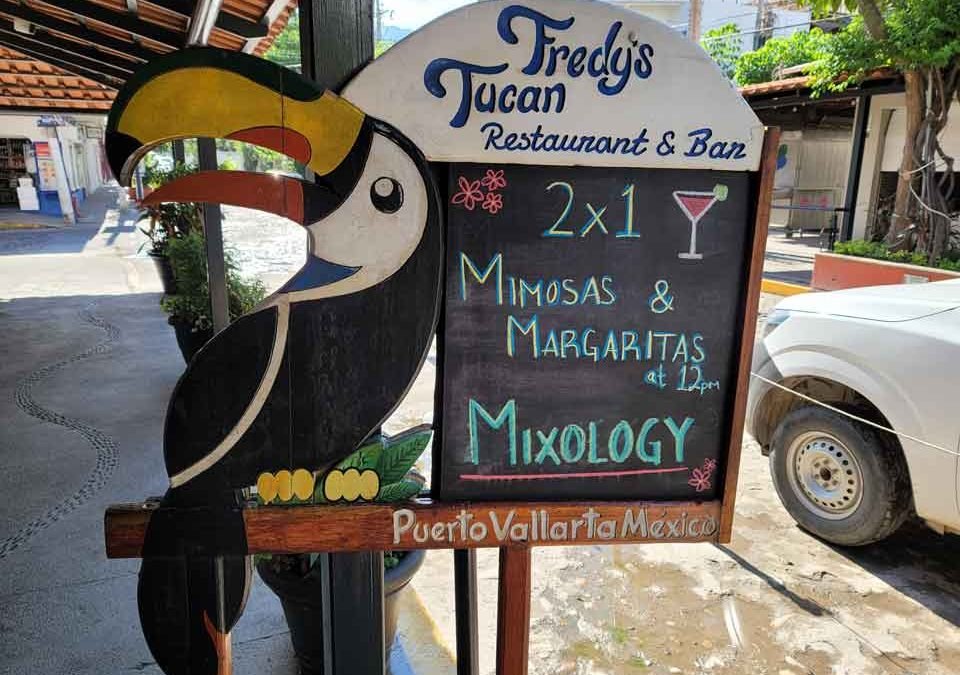 Fredy's
Tucan
Restaurant & Bar
2x1
Mimosas &
Margaritas
at 12pm
Mixology
Puerto Vallarta México